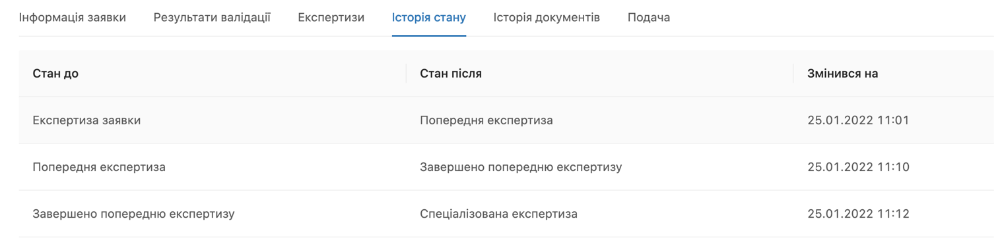 Інформація заявки Результати валідації Експертизи Історія стану Історія документів Подача
Стан до Стан після Змінився на
Експертиза заявки Попередня експертиза 25.01.2022 11:01
Попередня експертиза Завершено попередню експертизу 25.01.2022 11:10
Завершено попередню експертизу Спеціалізована експертиза 25.01.2022 11:12